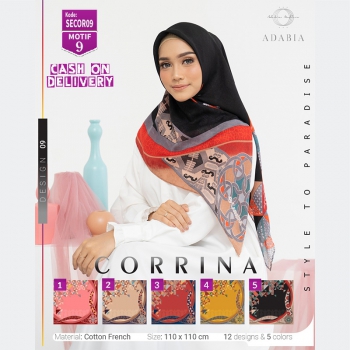 Kode:
SECOR09
MOTIF
9
CASH ON
DELIVERY
ADABIA
DESIGN 09
STYLE TO PARADISE
CORRINA
1 2 3 4 5
Material: Cotton French Size: 110 x 110 cm 12 designs & 5 colors